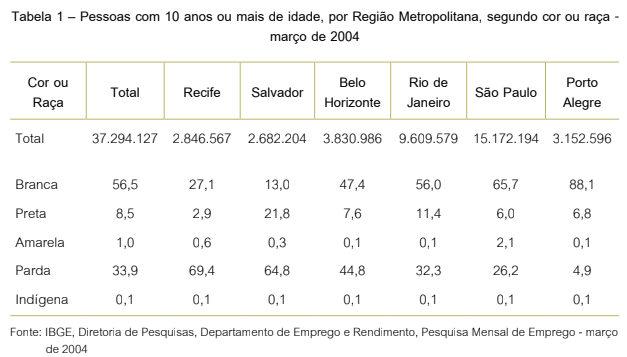 Tabela 1 – Pessoas com 10 anos ou mais de idade, por Região Metropolitana, segundo cor ou raça -
março de 2004
Cor ou Raça Total Recife Salvador Belo Horizonte Rio de Janeiro São Paulo Porto Alegre
Total 37.294.127 2.846.567 2.682.204 3.830.986 9.609.579 15.172.194 3.152.596
Branca 56,5 27,1 13,0 47,4 56,0 65,7 88,1
Preta 8,5 2,9 21,8 7,6 11,4 6,0 6,8
Amarela 1,0 0,6 0,3 0,1 0,1 2,1 0,1
Parda 33,9 69,4 64,8 44,8 32,3 26,2 4,9
Indígena 0,1 0,1 0,1 0,1 0,1 0,1 0,1
Fonte: IBGE, Diretoria de Pesquisas, Departamento de Emprego e Rendimento, Pesquisa Mensal de Emprego - março
de 2004